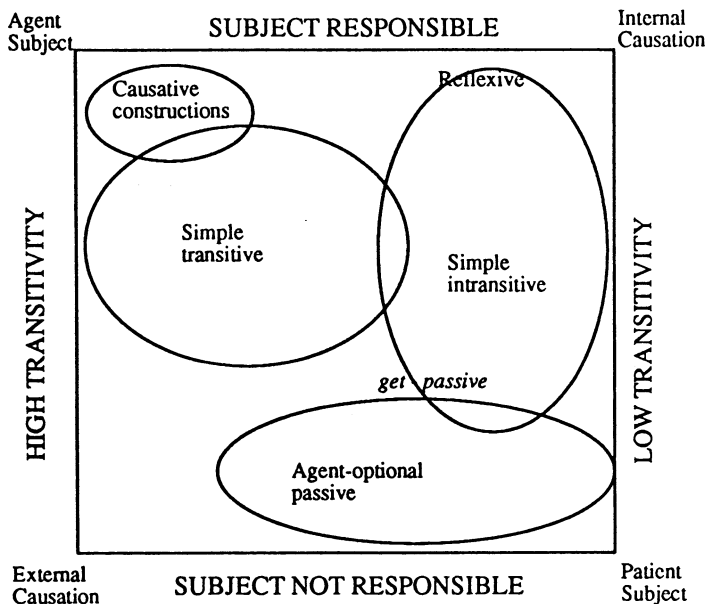 Agent
Subject
SUBJECT RESPONSIBLE
Internal
Causation
Causative
constructions
Reflexive
Simple
transitive
Simple
intransitive
HIGH TRANSITIVITY
LOW TRANSITIVITY
get - passive
Agent-optional
passive
External
Causation
SUBJECT NOT RESPONSIBLE
Patient
Subject